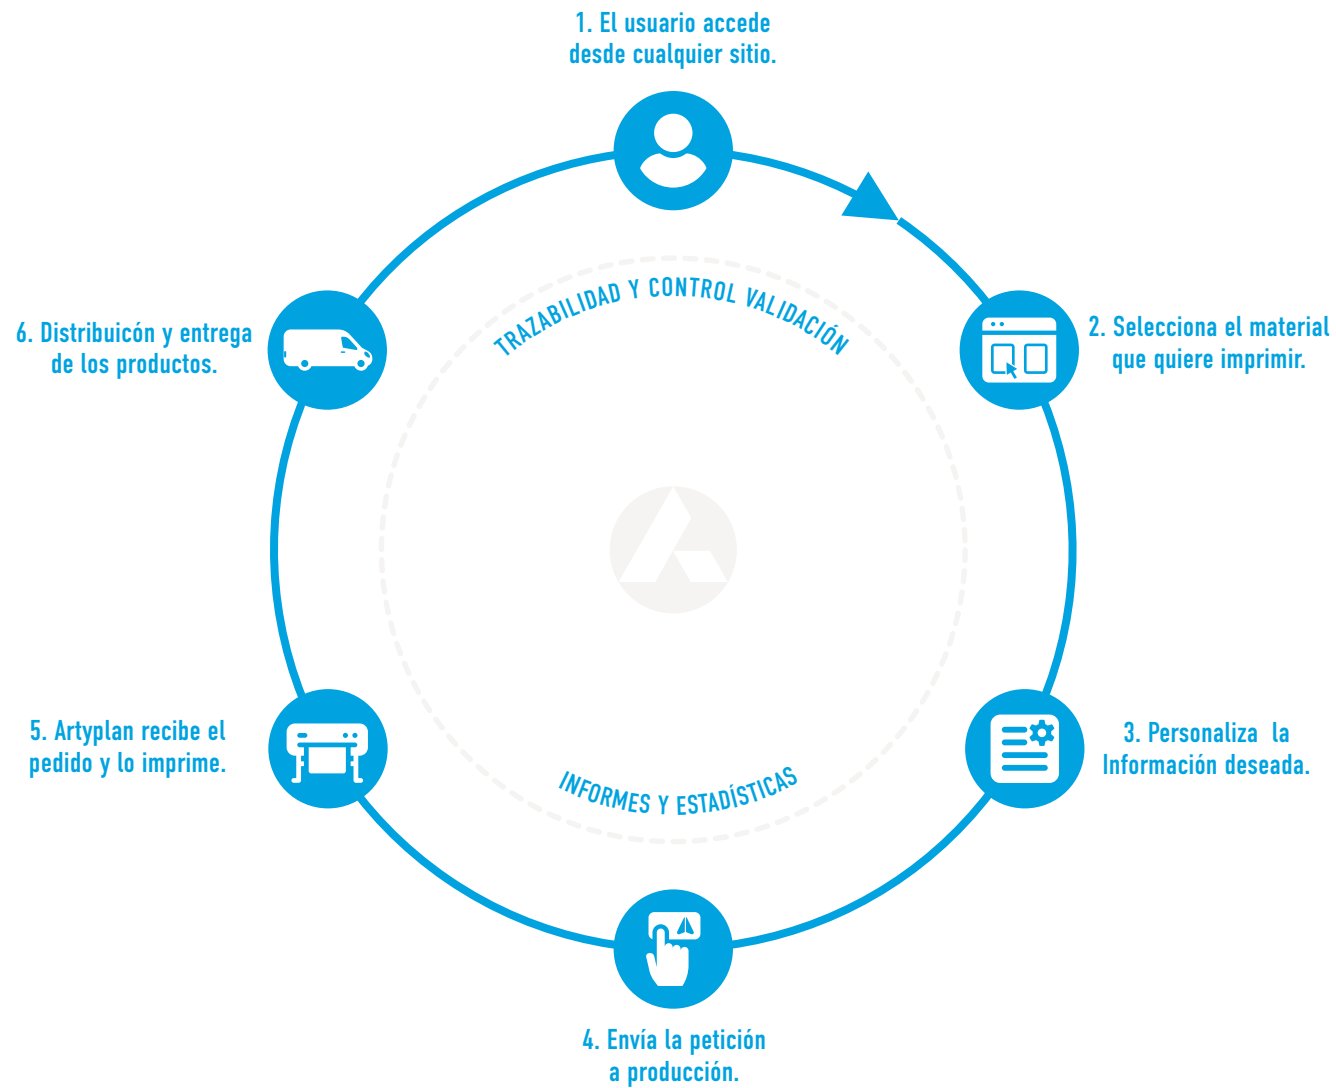 1. El usuario accede
desde cualquier sitio.
TRAZABILIDAD Y CONTROL VALIDACIÓN
2. Selecciona el material
que quiere imprimir.
6. Distribuicón y entrega
de los productos.
3. Personaliza la
Información deseada.
5. Artyplan recibe el
pedido y lo imprime.
INFORMES Y ESTADÍSTICAS
4. Envía la petición
a producción.